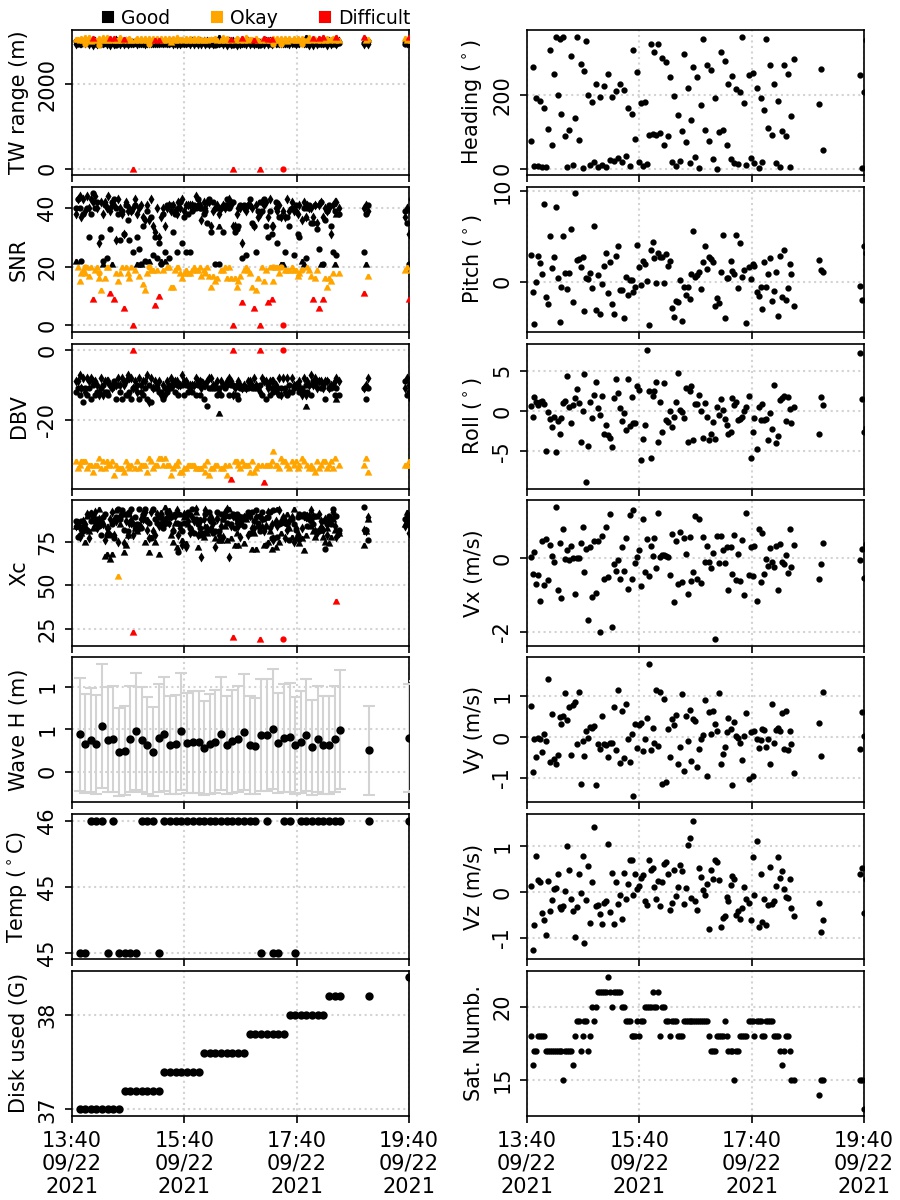 Good Okay Difficult
TW range (m)
2000
0
Heading (°)
200
0
SNR
40
20
0
Pitch (°)
10
0
DBV
0
-20
Roll (°)
5
0
-5
Xc
75
50
25
Vx (m/s)
0
-2
Wave H (m)
1
1
0
Vy (m/s)
1
0
-1
Temp (°C)
46
45
45
Vz (m/s)
1
0
-1
Disk used (G)
38
37
Sat. Numb.
20
15
13:40 15:40 17:40 19:40 13:40 15:40 17:40 19:40
09/22 09/22 09/22 09/22 09/22 09/22 09/22 09/22
2021 2021 2021 2021 2021 2021 2021 2021